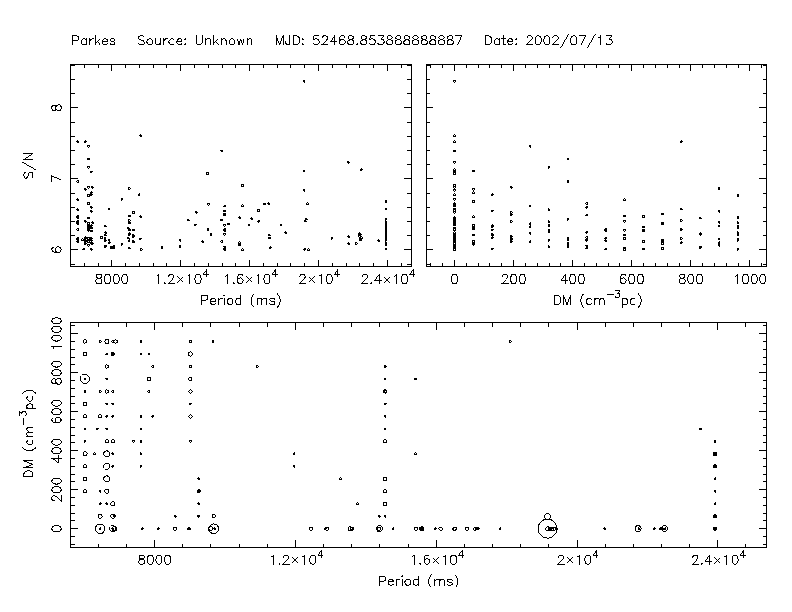 Parkes Source: Unknown MJD: 52468.853888888887 Date: 2002/07/13
S/N
6 7 8
8000 1.2×10⁴ 1.6×10⁴ 2×10⁴ 2.4×10⁴
Period (ms)
0 200 400 600 800 1000
DM (cm⁻³pc)
DM (cm⁻³pc)
0 200 400 600 800 1000
8000 1.2×10⁴ 1.6×10⁴ 2×10⁴ 2.4×10⁴
Period (ms)